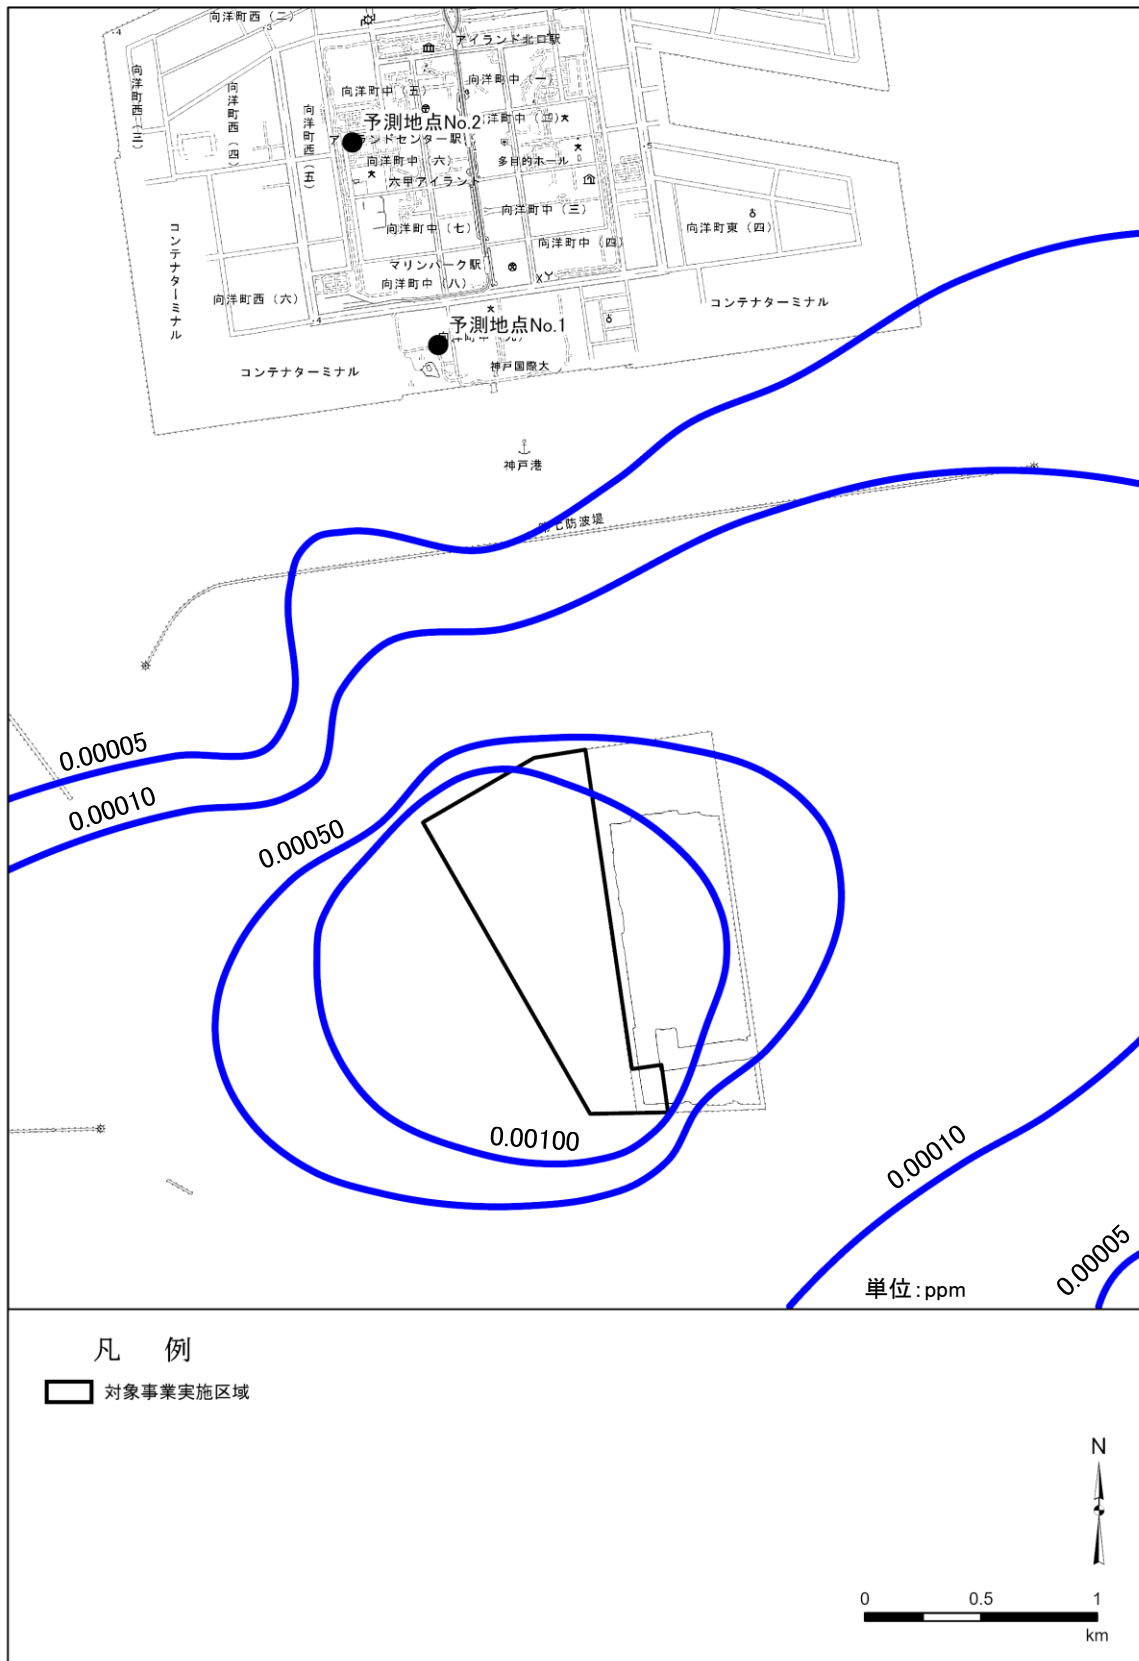 向洋町西（二）
アイランド北口駅
向洋町西（三）
向洋町西（四）
向洋町西（五）
向洋町中（五）
向洋町中（一）
予測地点No.2
向洋町中（二）
アイランドセンター駅
向洋町中（六）
多目的ホール
六甲アイランド
向洋町中（三）
向洋町中（七）
向洋町中（四）
向洋町東（四）
コンテナターミナル
マリンパーク駅
向洋町中（八）
向洋町西（六）
コンテナターミナル
予測地点No.1
神戸国際大
コンテナターミナル
神戸港
第七防波堤
0.00005
0.00010
0.00050
0.00100
0.00010
0.00005
単位：ppm
凡 例
対象事業実施区域
N
0 0.5 1
km